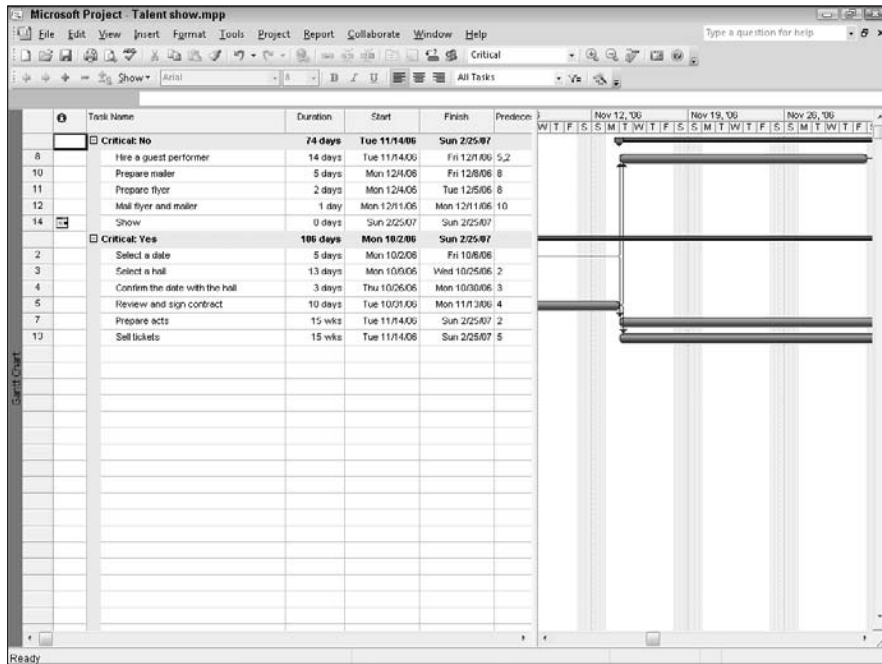 Microsoft Project - Talent show.mpp
File Edit View Insert Format Tools Project Report Collaborate Window Help Type a question for help
Show Arial 8 B I U All Tasks Critical
Task Name Duration Start Finish Predeces
Nov 12, '06 Nov 19, '06 Nov 26, '06
W T F S S M T W T F S S M T W T F S S M T W T F S
Critical: No 74 days Tue 11/14/06 Sun 2/25/07
8 Hire a guest performer 14 days Tue 11/14/06 Fri 12/1/06 5,2
10 Prepare mailer 5 days Mon 12/4/06 Fri 12/8/06 8
11 Prepare flyer 2 days Mon 12/4/06 Tue 12/5/06 8
12 Mail flyer and mailer 1 day Mon 12/11/06 Mon 12/11/06 10
14 Show 0 days Sun 2/25/07 Sun 2/25/07
Critical: Yes 106 days Mon 10/2/06 Sun 2/25/07
2 Select a date 5 days Mon 10/2/06 Fri 10/6/06
3 Select a hall 13 days Mon 10/9/06 Wed 10/25/06 2
4 Confirm the date with the hall 3 days Thu 10/26/06 Mon 10/30/06 3
5 Review and sign contract 10 days Tue 10/31/06 Mon 11/13/06 4
7 Prepare acts 15 wks Tue 11/14/06 Sun 2/25/07 2
13 Sell tickets 15 wks Tue 11/14/06 Sun 2/25/07 5
Gantt Chart
Ready